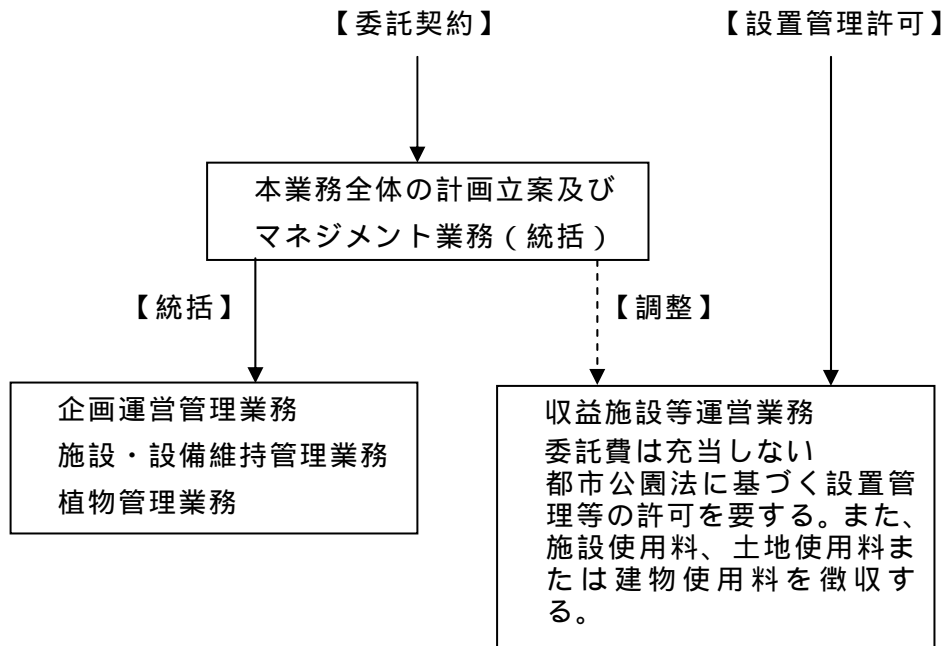 【委託契約】
【設置管理許可】
本業務全体の計画立案及び
マネジメント業務（統括）
【統括】
【調整】
企画運営管理業務
施設・設備維持管理業務
植物管理業務
収益施設等運営業務
委託費は充当しない
都市公園法に基づく設置管
理等の許可を要する。また、
施設使用料、土地使用料ま
たは建物使用料を徴収す
る。